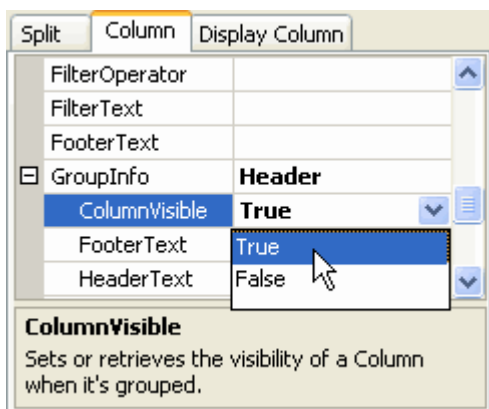 Split Column Display Column
FilterOperator
FilterText
FooterText
GroupInfo Header
ColumnVisible True
FooterText True
HeaderText False
ColumnVisible
Sets or retrieves the visibility of a Column
when it's grouped.